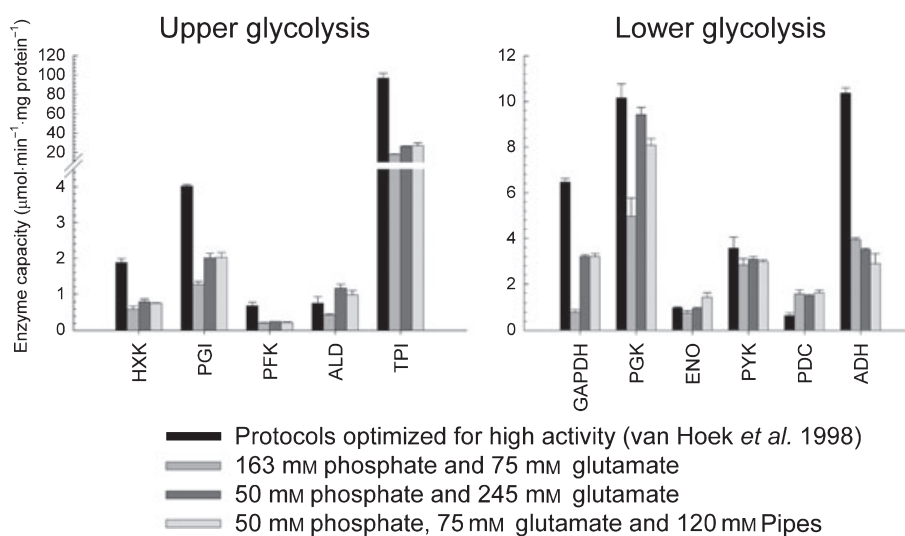 Upper glycolysis
Lower glycolysis
Enzyme capacity (µmol·min⁻¹·mg protein⁻¹)
120
100
80
60
40
20
4
3
2
1
0
HXK
PGI
PFK
ALD
TPI
12
10
8
6
4
2
0
GAPDH
PGK
ENO
PYK
PDC
ADH
Protocols optimized for high activity (van Hoek et al. 1998)
163 mM phosphate and 75 mM glutamate
50 mM phosphate and 245 mM glutamate
50 mM phosphate, 75 mM glutamate and 120 mM Pipes